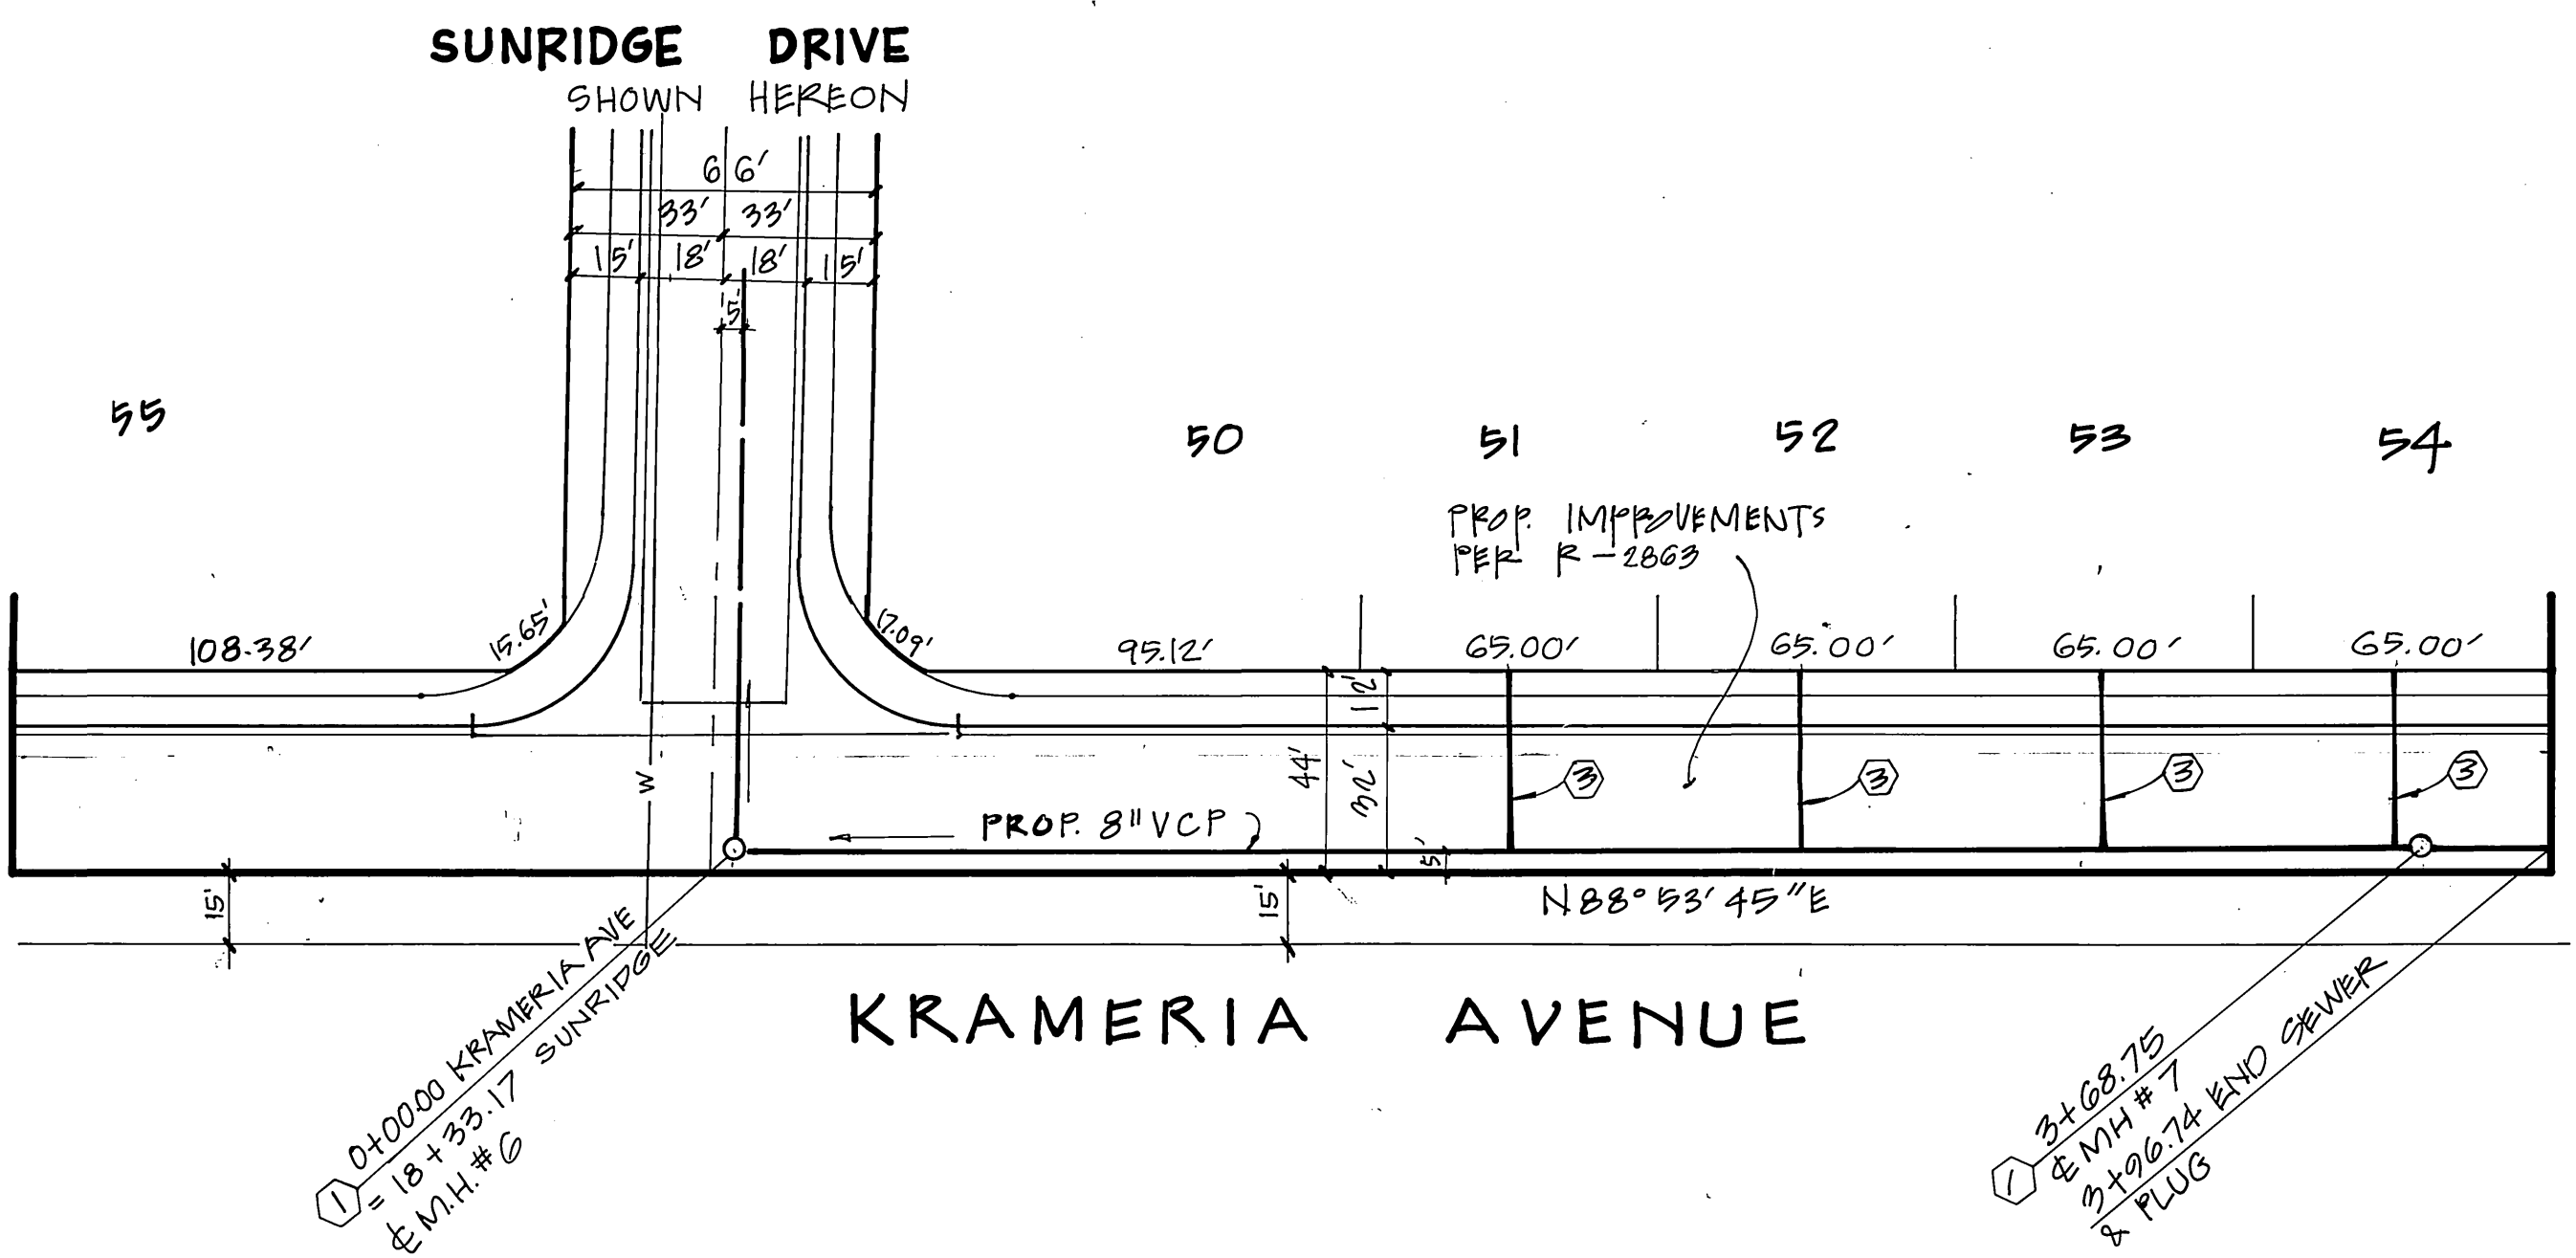 SUNRIDGE DRIVE
SHOWN HEREON
66'
33' 33'
15' 18' 18' 15'
5'
55
50
51
52
53
54
PROP. IMPROVEMENTS
PER R-2863
108.38'
15.65'
17.09'
95.12'
65.00'
65.00'
65.00'
65.00'
12'
44'
32'
W
3
3
3
3
PROP. 8" VCP
5'
15'
15'
N 88° 53' 45" E
KRAMERIA AVENUE
1
0+00.00 KRAMERIA AVE
= 18+33.17 SUNRIDGE
℄ M.H. #6
1
3+68.75
℄ MH #7
3+96.74 END SEWER
& PLUG